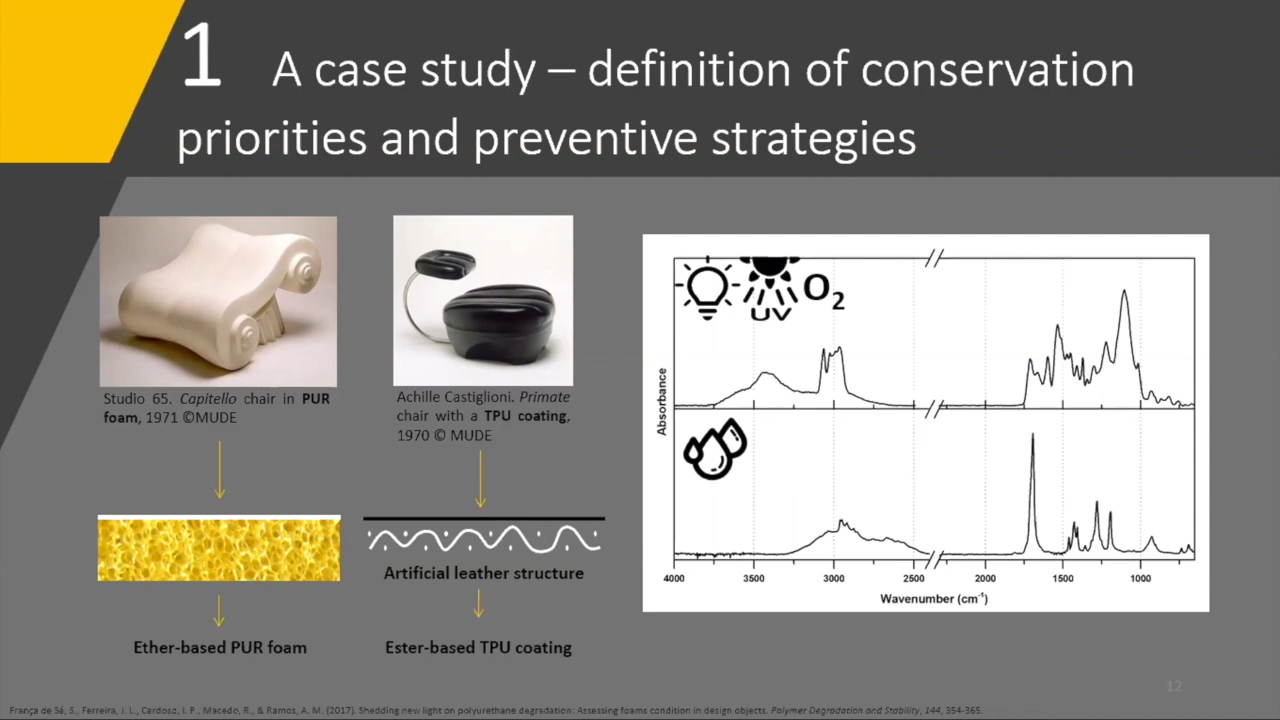 1 A case study – definition of conservation
priorities and preventive strategies
Studio 65. Capitello chair in PUR
foam, 1971 ©MUDE
Achille Castiglioni. Primate
chair with a TPU coating,
1970 © MUDE
Artificial leather structure
Ether-based PUR foam
Ester-based TPU coating
UV
O2
Absorbance
4000 3500 3000 2500 2000 1500 1000
Wavenumber (cm-1)
12
França de Sá, S., Ferreira, J. L., Cardoso, I. P., Macedo, R., & Ramos, A. M. (2017). Shedding new light on polyurethane degradation: Assessing foams condition in design objects. Polymer Degradation and Stability, 144, 354-365.